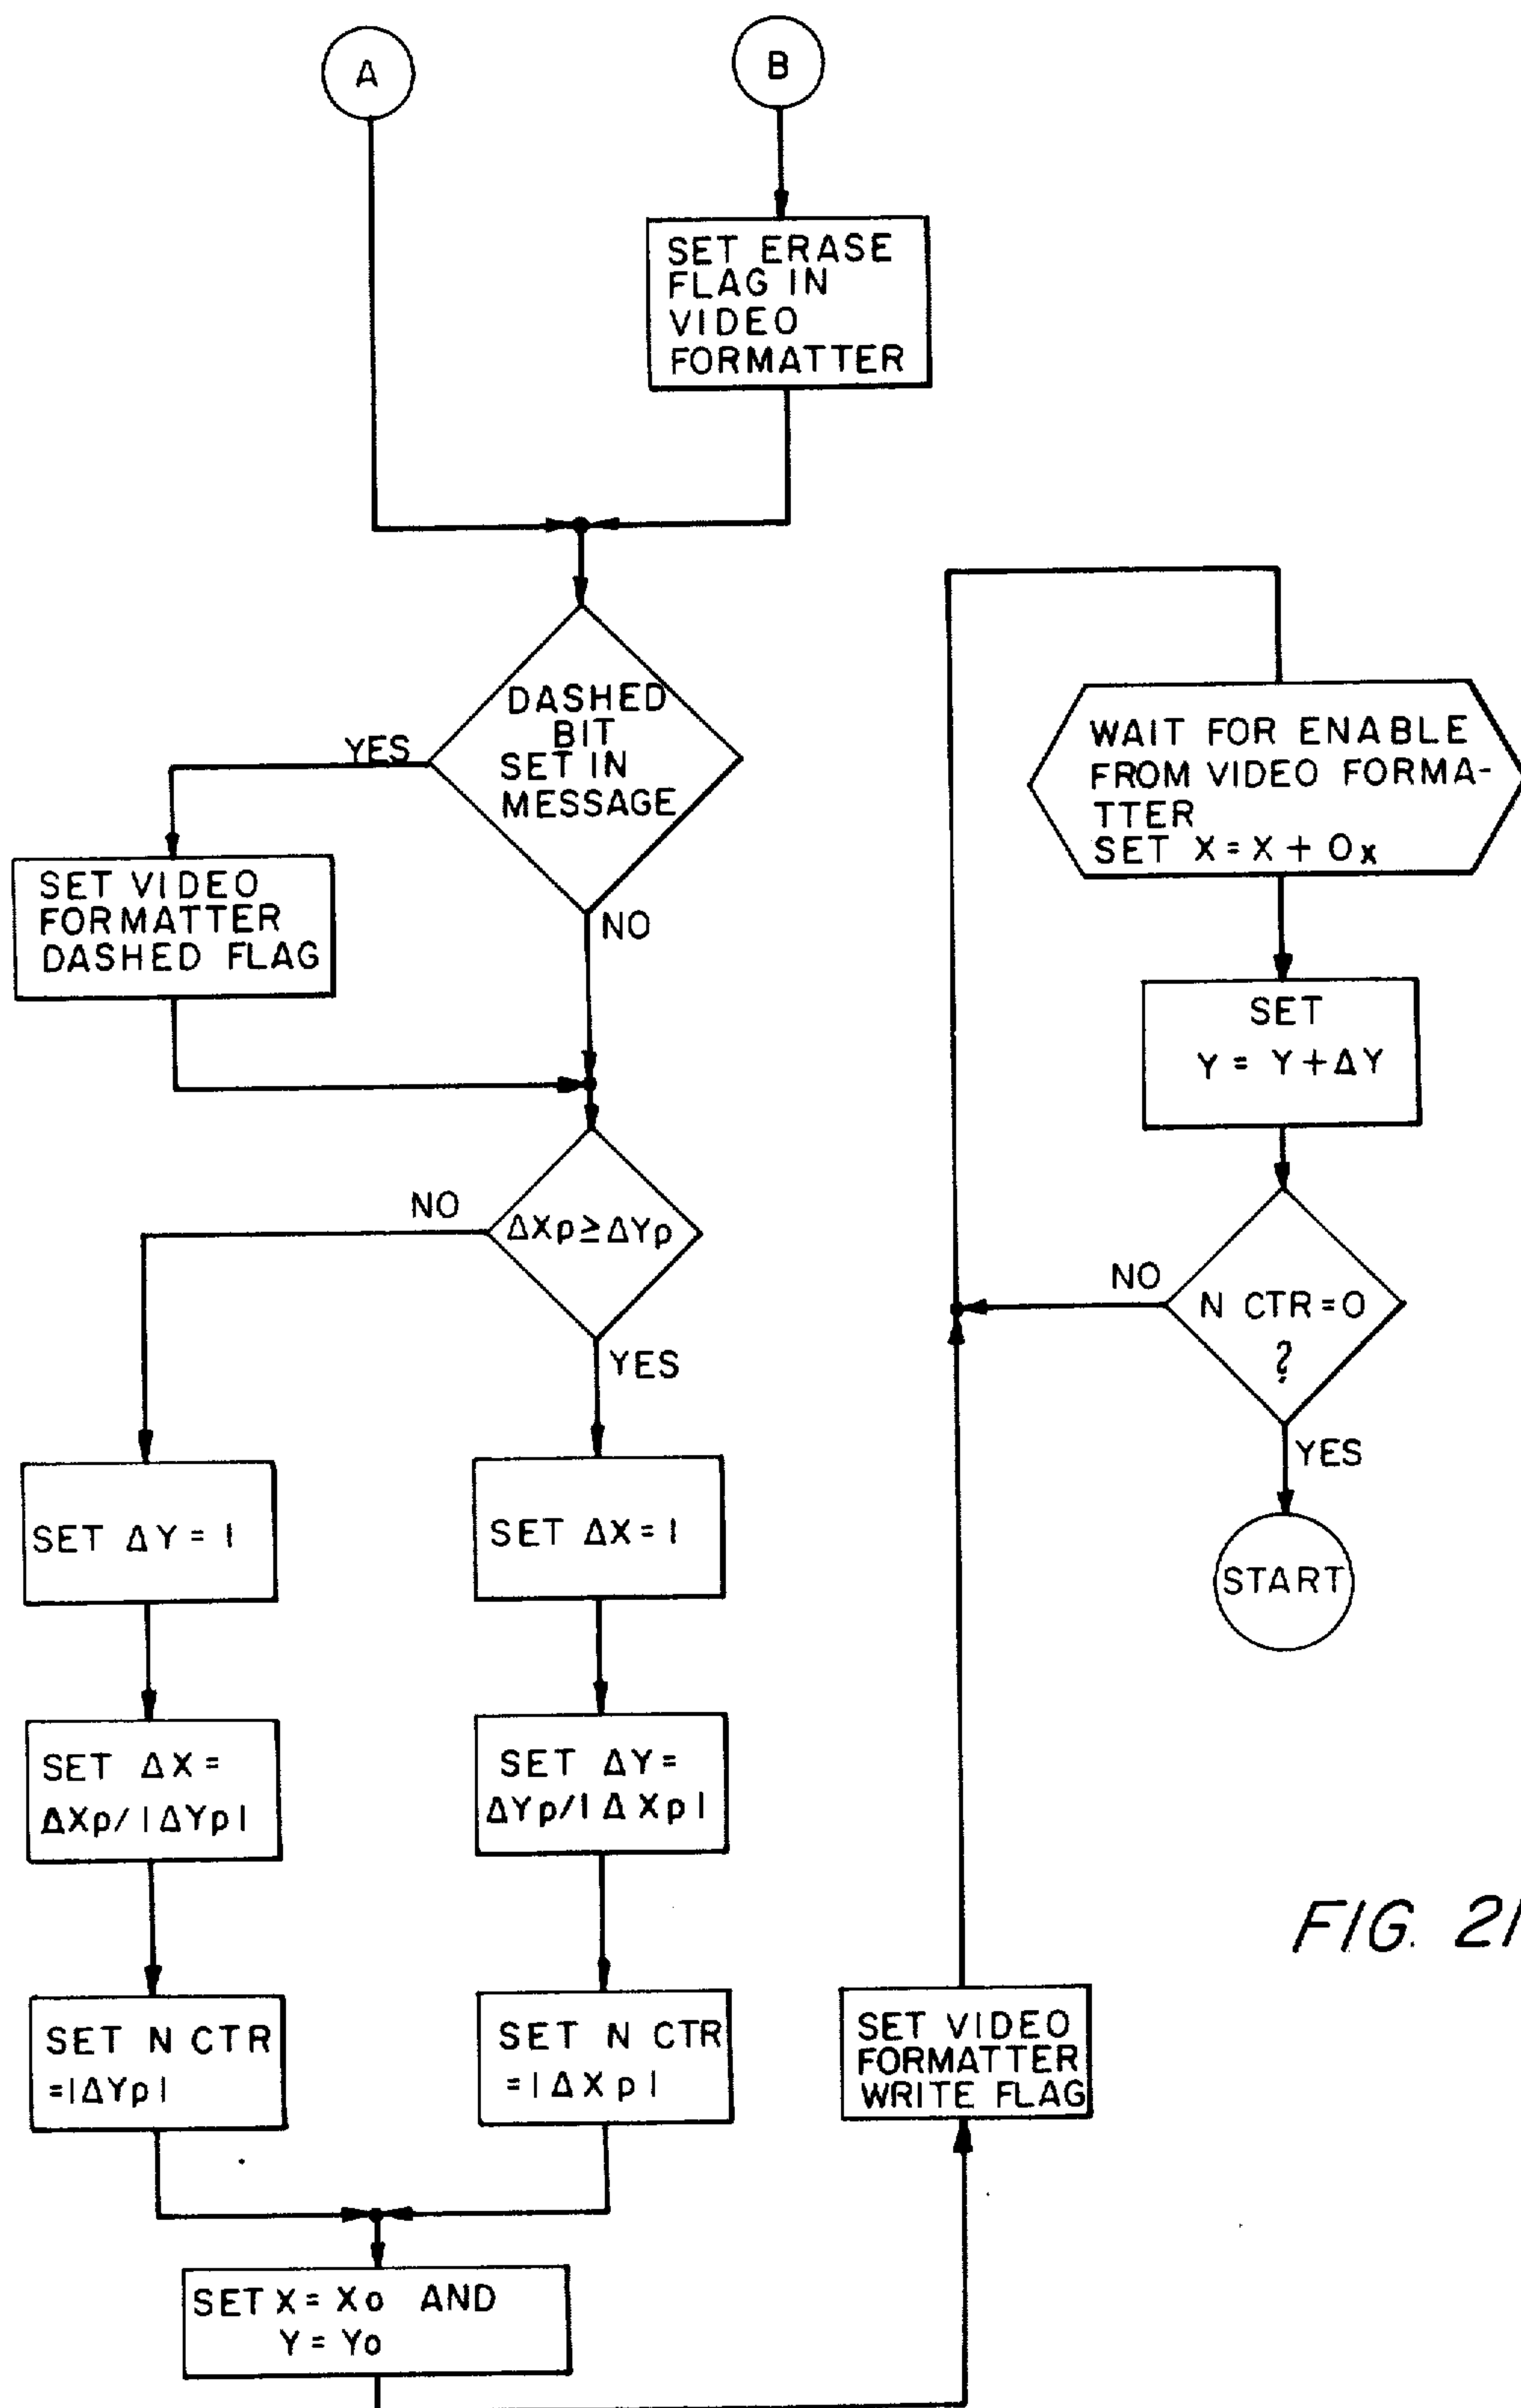 A
B
SET ERASE
FLAG IN
VIDEO
FORMATTER
DASHED
BIT
SET IN
MESSAGE
YES
NO
SET VIDEO
FORMATTER
DASHED FLAG
ΔXp≥ΔYp
NO
YES
SET ΔY = 1
SET ΔX = 1
SET ΔX =
ΔXp/|ΔYp|
SET ΔY =
ΔYp/|ΔXp|
SET N CTR
=|ΔYp|
SET N CTR
=|ΔXp|
SET X = Xo AND
Y = Yo
SET VIDEO
FORMATTER
WRITE FLAG
WAIT FOR ENABLE
FROM VIDEO FORMA-
TTER
SET X = X + Ox
SET
Y = Y + ΔY
N CTR = O
?
NO
YES
START
FIG. 21